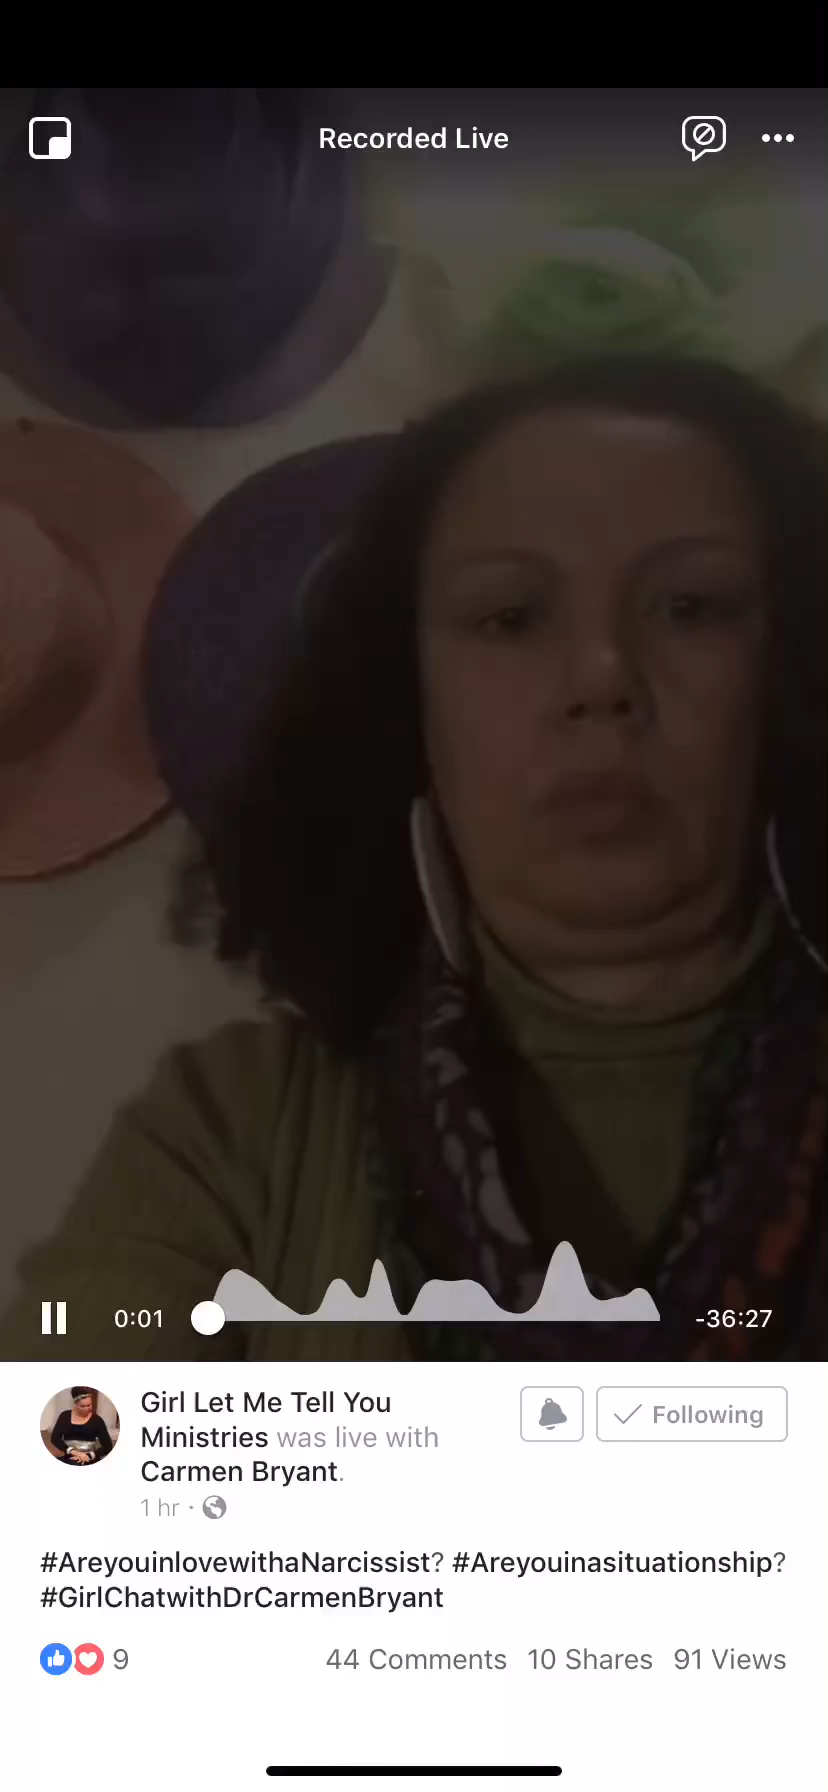 Recorded Live
0:01
-36:27
Girl Let Me Tell You
Ministries was live with
Carmen Bryant.
1 hr ·
Following
#AreyouinlovewithaNarcissist? #Areyouinasituationship?
#GirlChatwithDrCarmenBryant
9
44 Comments 10 Shares 91 Views